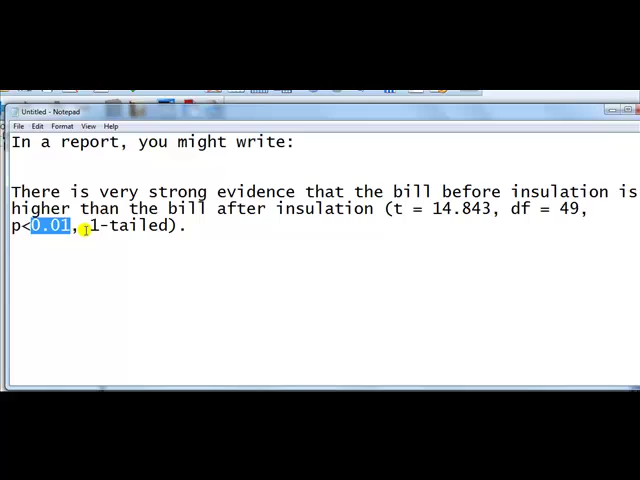 Untitled - Notepad
File Edit Format View Help
In a report, you might write:
There is very strong evidence that the bill before insulation is
higher than the bill after insulation (t = 14.843, df = 49,
p<0.01, 1-tailed).